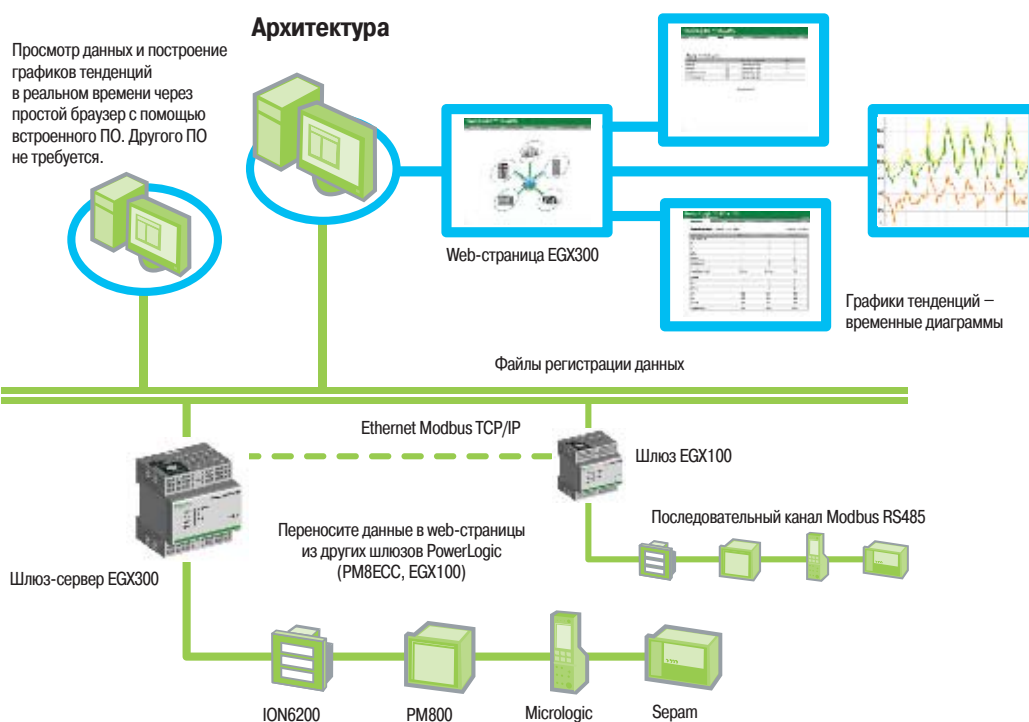 Архитектура
Просмотр данных и построение
графиков тенденций
в реальном времени через
простой браузер с помощью
встроенного ПО. Другого ПО
не требуется.
Web-страница EGX300
Графики тенденций –
временные диаграммы
Файлы регистрации данных
Ethernet Modbus TCP/IP
Шлюз EGX100
Последовательный канал Modbus RS485
Переносите данные в web-страницы
из других шлюзов PowerLogic
(PM8ECC, EGX100)
Шлюз-сервер EGX300
ION6200
PM800
Micrologic
Sepam